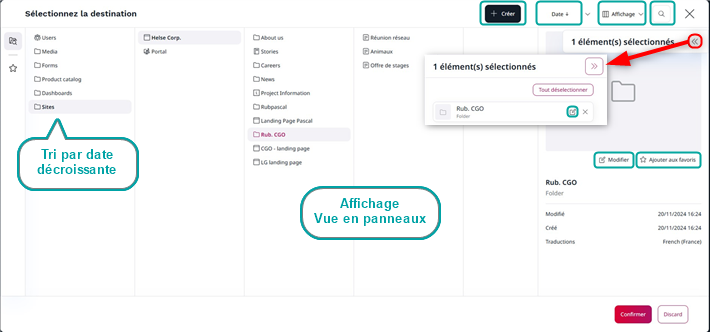 Sélectionnez la destination
+ Créer
Date ↓
Affichage
1 élément(s) sélectionnés
Users
Media
Forms
Product catalog
Dashboards
Sites
Helse Corp.
Portal
About us
Stories
Careers
News
Project Information
Rubpascal
Landing Page Pascal
Rub. CGO
CGO - landing page
LG landing page
Réunion réseau
Animaux
Offre de stages
1 élément(s) sélectionnés
Tout déselectionner
Rub. CGO
Folder
Tri par date
décroissante
Affichage
Vue en panneaux
Modifier
Ajouter aux favoris
Rub. CGO
Folder
Modifié 20/11/2024 16:24
Créé 20/11/2024 16:24
Traductions French (France)
Confirmer
Discard